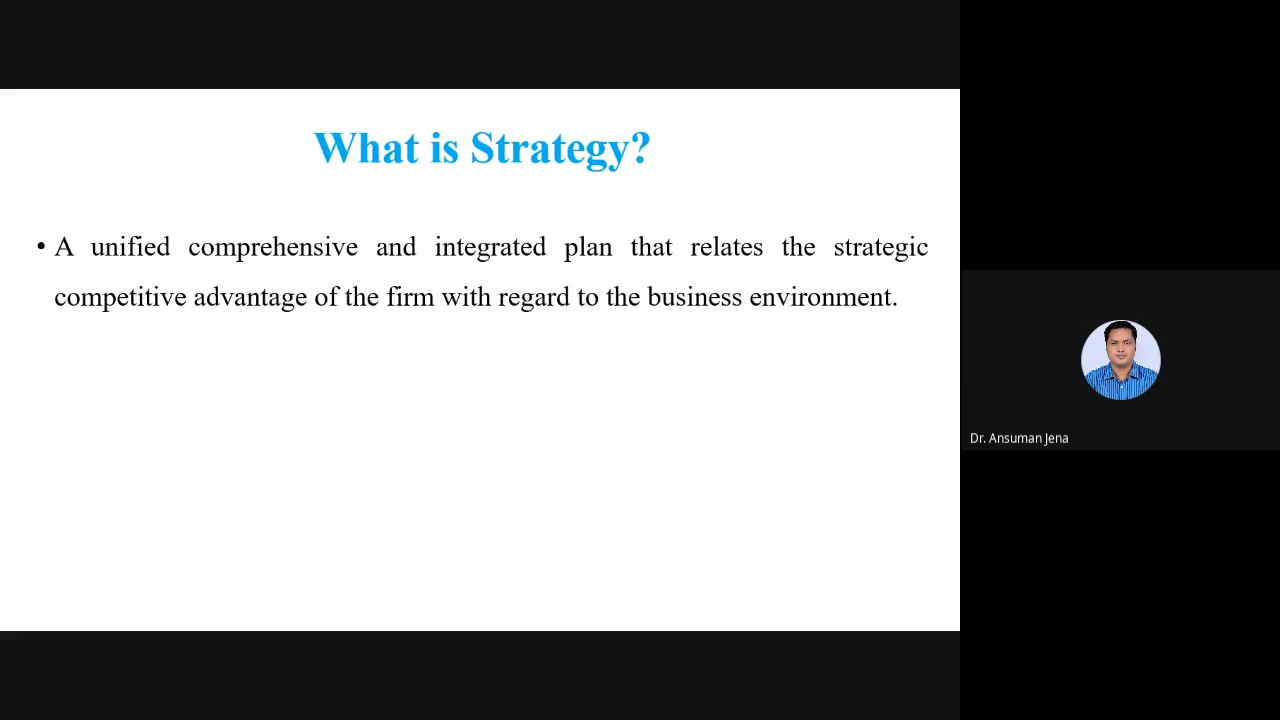 What is Strategy?
• A unified comprehensive and integrated plan that relates the strategic
competitive advantage of the firm with regard to the business environment.
Dr. Ansuman Jena